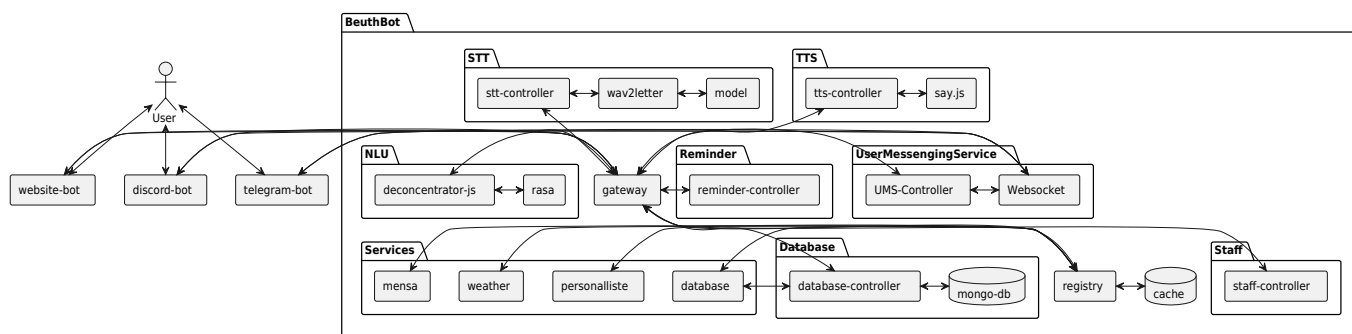 BeuthBot
STT
TTS
stt-controller
wav2letter
model
tts-controller
say.js
User
NLU
Reminder
UserMessengingService
website-bot
discord-bot
telegram-bot
deconcentrator-js
rasa
gateway
reminder-controller
UMS-Controller
Websocket
Services
Database
Staff
mensa
weather
personalliste
database
database-controller
mongo-db
registry
cache
staff-controller